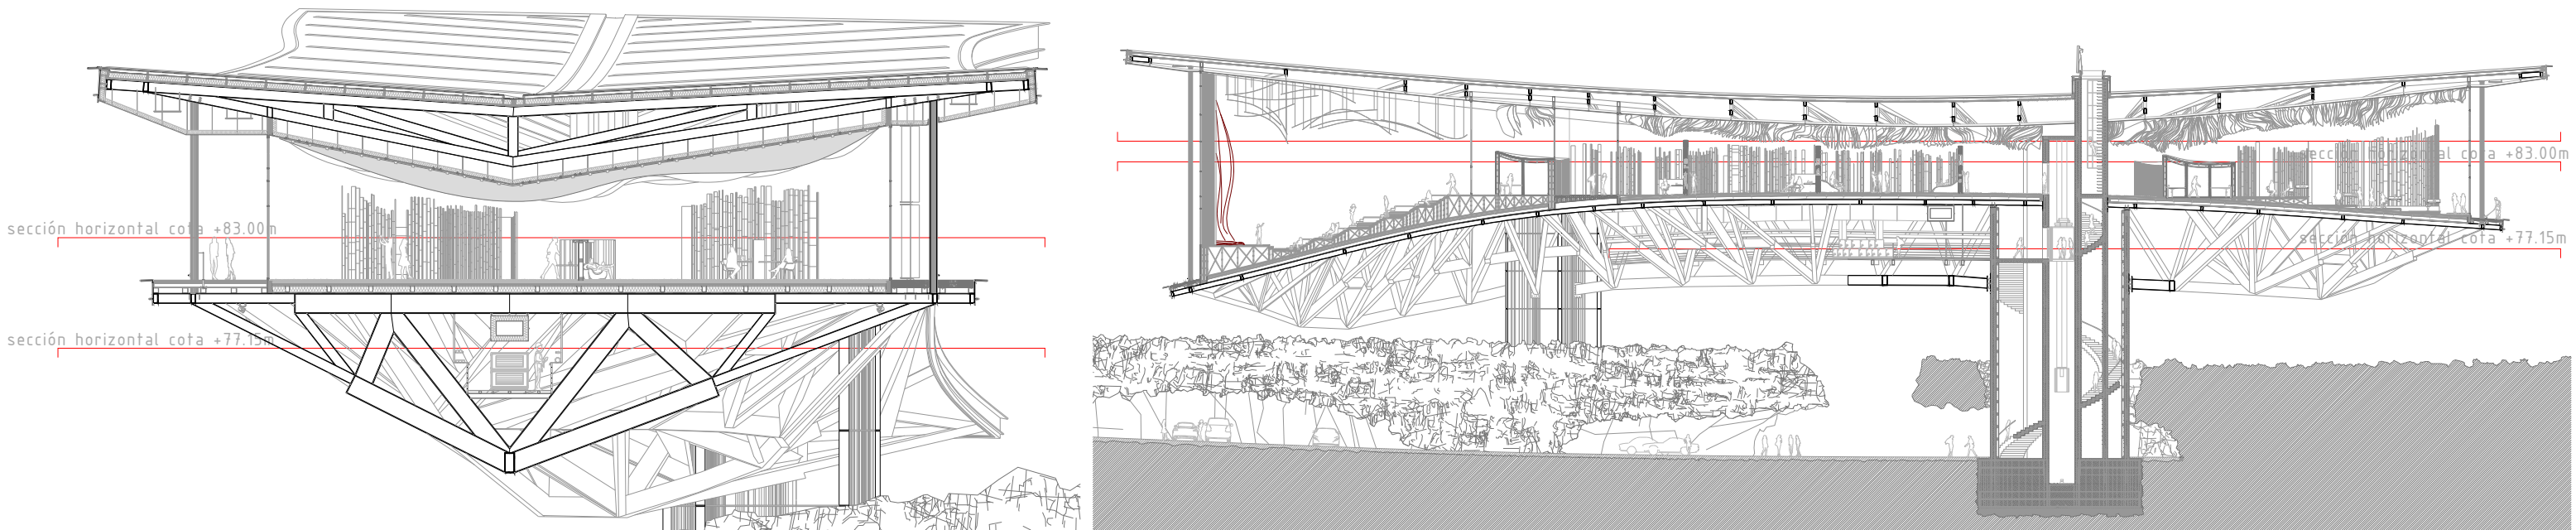 sección horizontal cota +83.00m
sección horizontal cota +77.15m
sección horizontal cota +83.00m
sección horizontal cota +77.15m